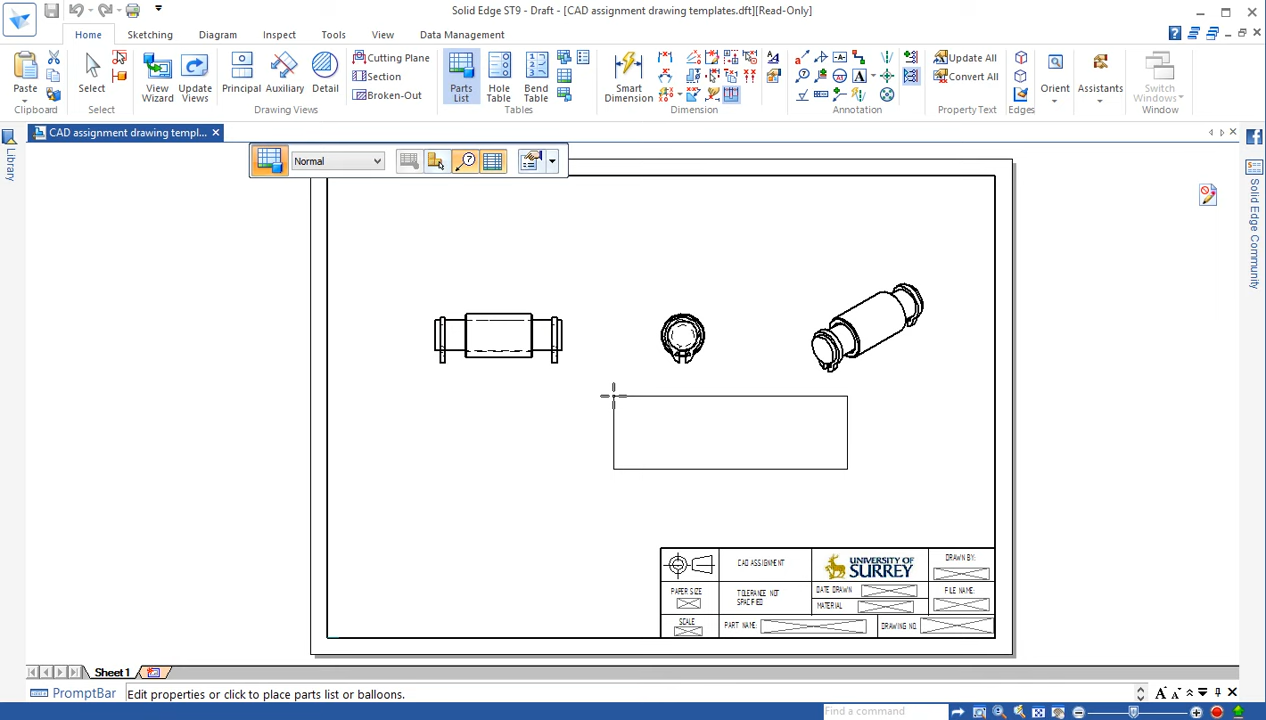 Solid Edge ST9 - Draft - [CAD assignment drawing templates.dft][Read-Only]
Home
Sketching
Diagram
Inspect
Tools
View
Data Management
Paste
Select
View Wizard
Update Views
Principal
Auxiliary
Detail
Cutting Plane
Section
Broken-Out
Parts List
Hole Table
Bend Table
Smart Dimension
Update All
Convert All
Orient
Assistants
Switch Windows
Clipboard
Select
Drawing Views
Tables
Dimension
Annotation
Property Text
Edges
Window
CAD assignment drawing templ...
Library
Normal
Solid Edge Community
CAD ASSIGNMENT
UNIVERSITY OF
SURREY
DRAWN BY:
PAPER SIZE
TOLERANCE NOT
SPACIFIED
DATE DRAWN
MATERIAL
FILE NAME:
SCALE
PART NAME:
DRAWING NO.
Sheet1
PromptBar
Edit properties or click to place parts list or balloons.
Find a command